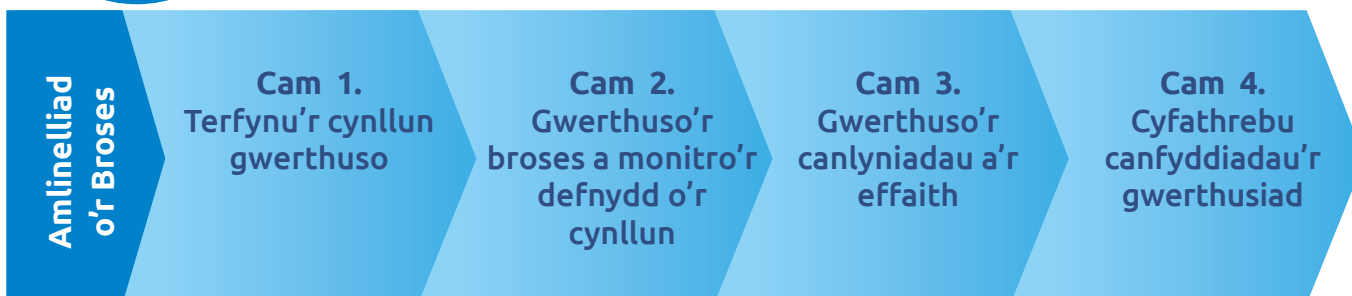 Amlinelliad
o'r Broses
Cam 1.
Terfynu'r cynllun
gwerthuso
Cam 2.
Gwerthuso'r
broses a monitro'r
defnydd o'r
cynllun
Cam 3.
Gwerthuso'r
canlyniadau a'r
effaith
Cam 4.
Cyfathrebu
canfyddiadau'r
gwerthusiad